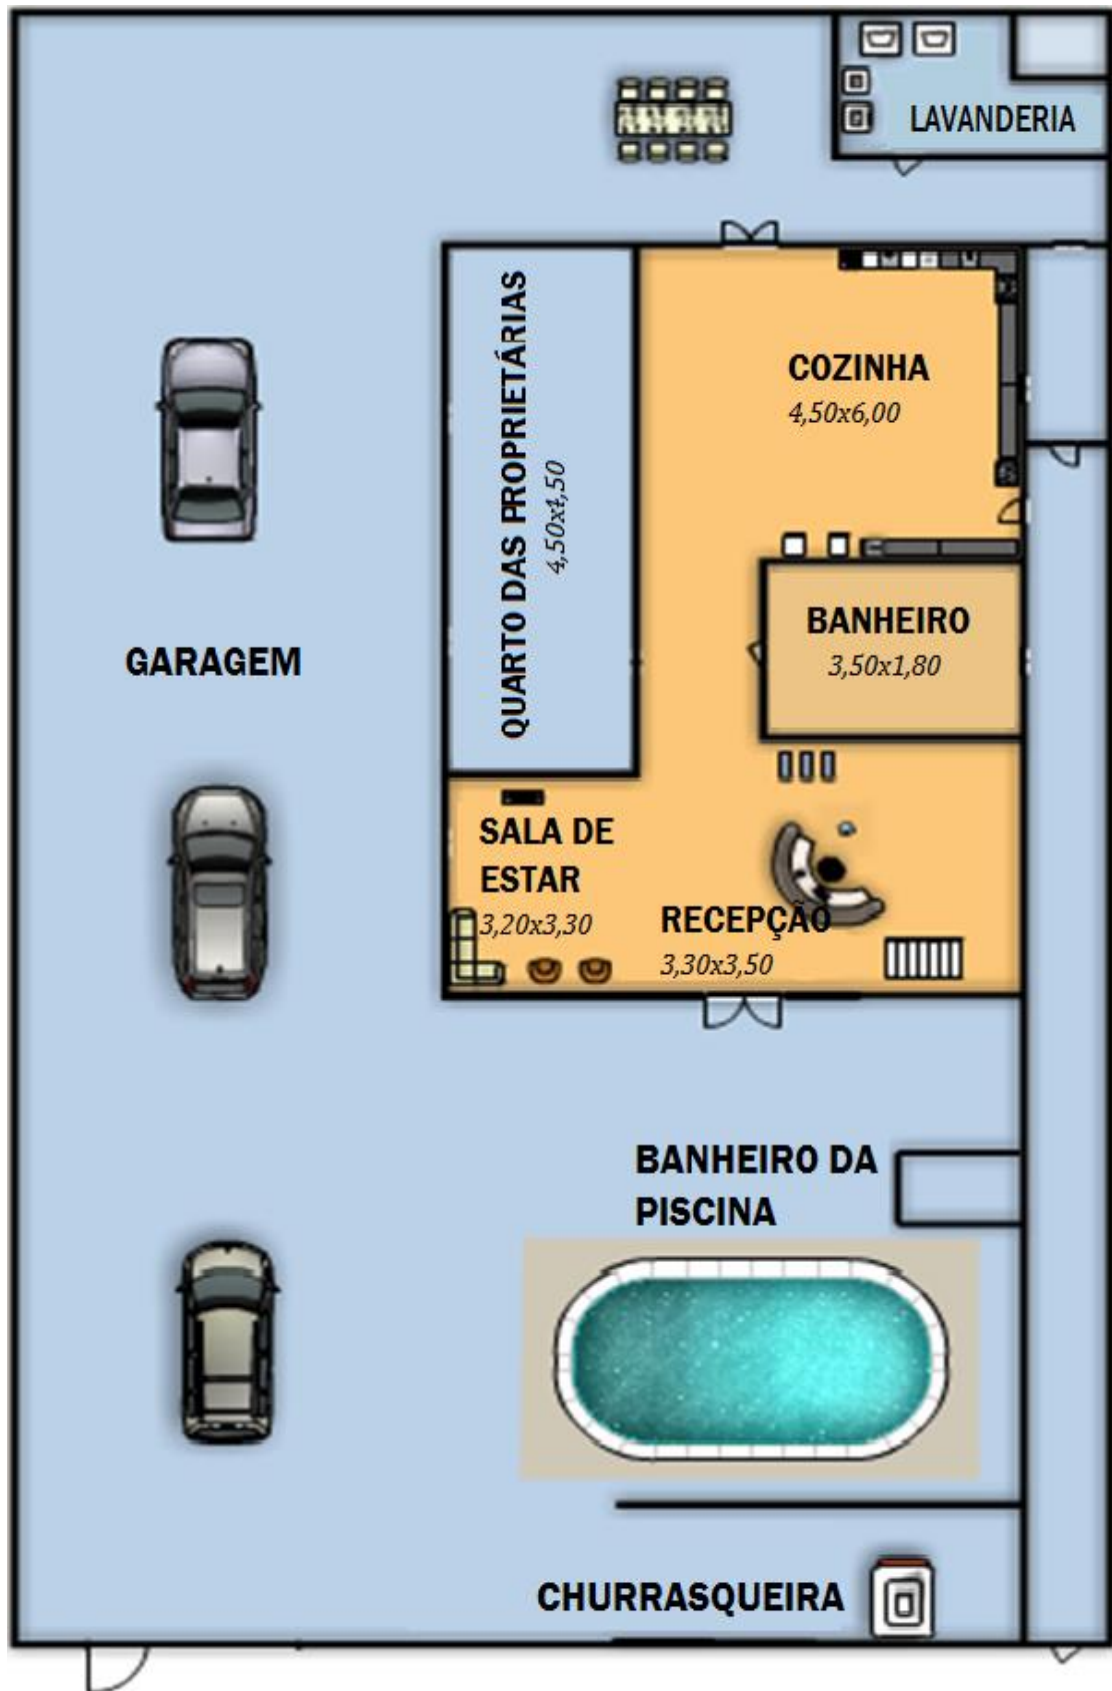 LAVANDERIA
COZINHA
4,50x6,00
QUARTO DAS PROPRIETÁRIAS
4,50x1,50
BANHEIRO
3,50x1,80
GARAGEM
SALA DE
ESTAR
3,20x3,30
RECEPÇÃO
3,30x3,50
BANHEIRO DA
PISCINA
CHURRASQUEIRA